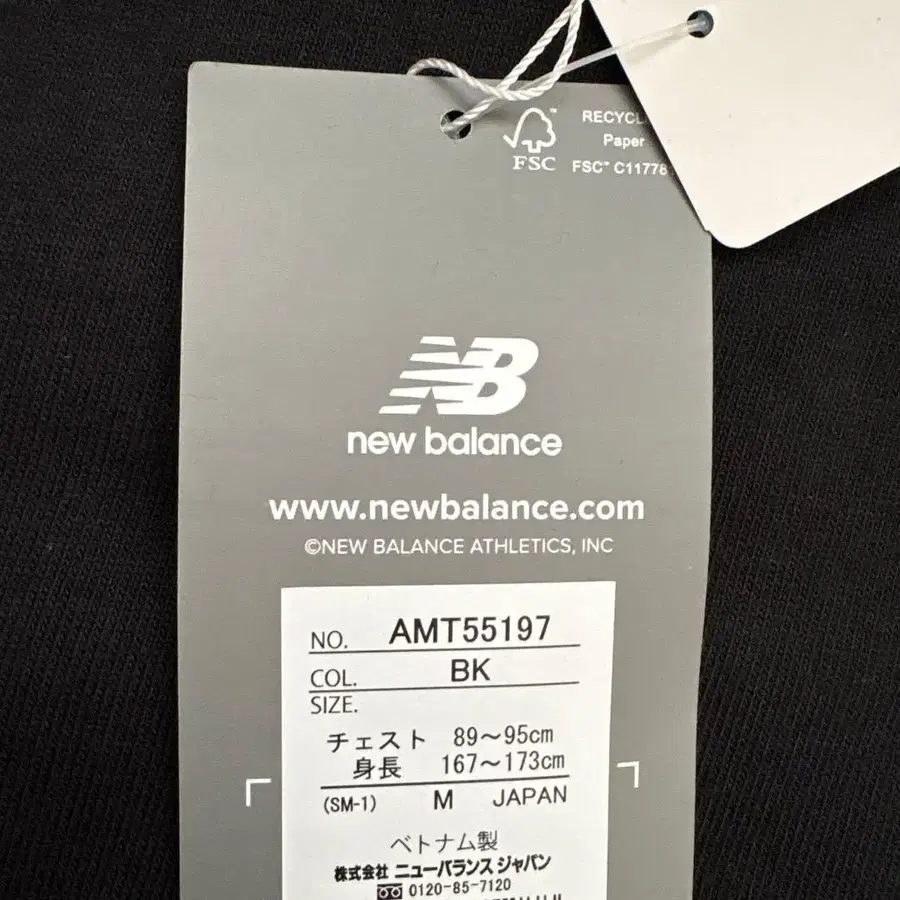 FSC
RECYCL
Paper
FSC™ C11778
new balance
www.newbalance.com
©NEW BALANCE ATHLETICS, INC
NO. AMT55197
COL. BK
SIZE.
チェスト 89～95cm
身長 167～173cm
(SM-1) M JAPAN
ベトナム製
株式会社 ニューバランス ジャパン
0120-85-7120